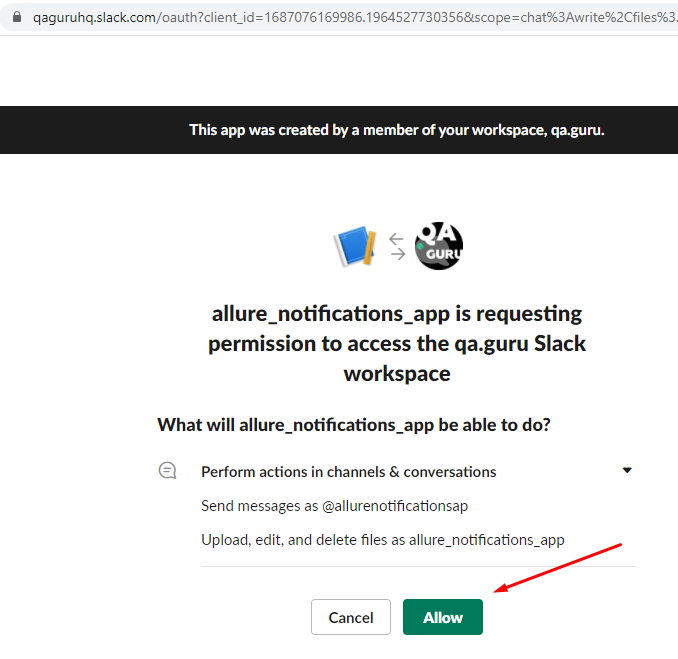 qaguruhq.slack.com/oauth?client_id=1687076169986.1964527730356&scope=chat%3Awrite%2Cfiles%3.
This app was created by a member of your workspace, qa.guru.
QA
GURU
allure_notifications_app is requesting
permission to access the qa.guru Slack
workspace
What will allure_notifications_app be able to do?
Perform actions in channels & conversations
Send messages as @allurenotificationsap
Upload, edit, and delete files as allure_notifications_app
Cancel
Allow